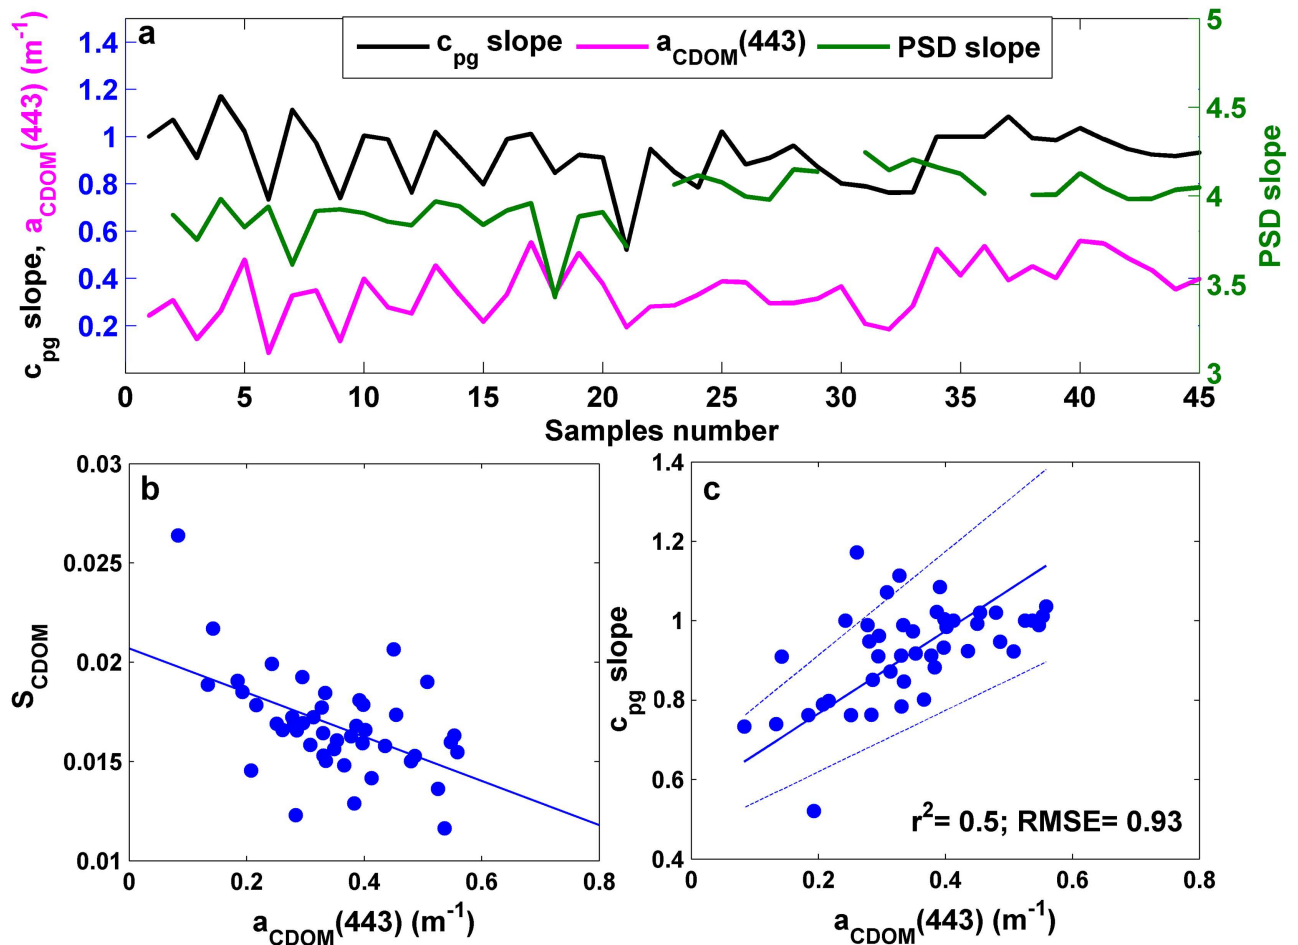 a
c_pg slope a_CDOM(443) PSD slope
c_pg slope, a_CDOM(443) (m^-1)
1.4
1.2
1
0.8
0.6
0.4
0.2
5
4.5
4
3.5
3
PSD slope
0 5 10 15 20 25 30 35 40 45
Samples number
b
S_CDOM
0.03
0.025
0.02
0.015
0.01
0 0.2 0.4 0.6 0.8
a_CDOM(443) (m^-1)
c
c_pg slope
1.4
1.2
1
0.8
0.6
0.4
r^2= 0.5; RMSE= 0.93
0 0.2 0.4 0.6 0.8
a_CDOM(443) (m^-1)